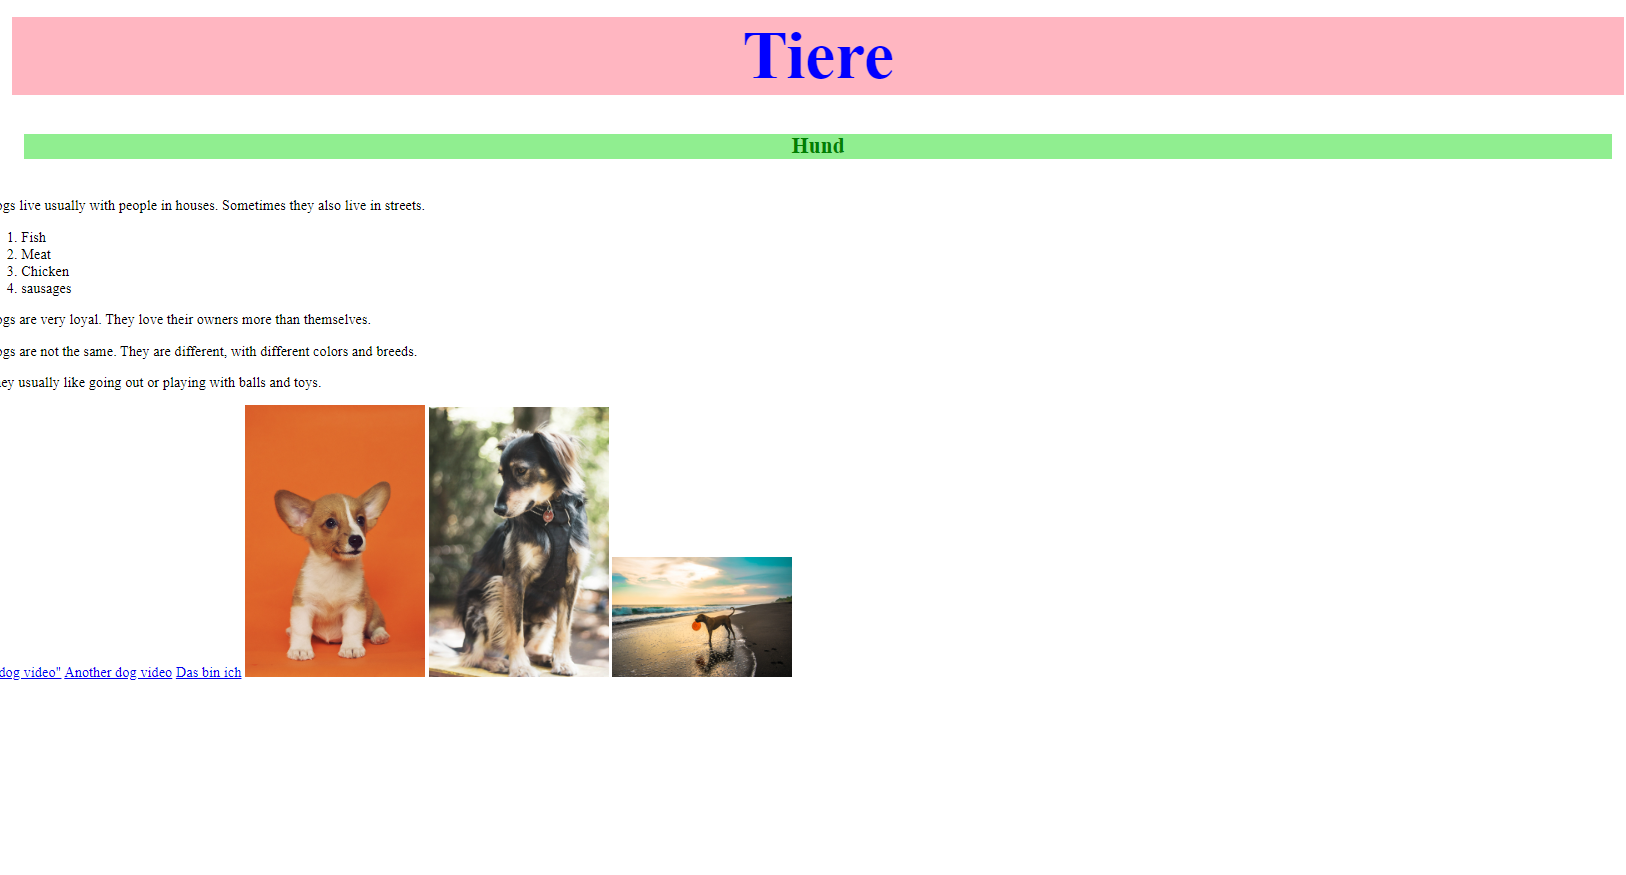 Tiere
Hund
ogs live usually with people in houses. Sometimes they also live in streets.
1. Fish
2. Meat
3. Chicken
4. sausages
ogs are very loyal. They love their owners more than themselves.
ogs are not the same. They are different, with different colors and breeds.
ey usually like going out or playing with balls and toys.
dog video" Another dog video Das bin ich